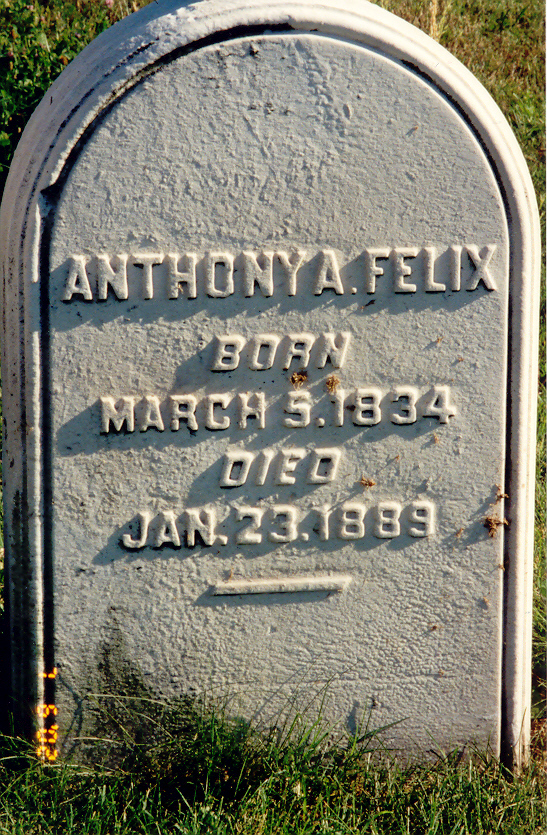 ANTHONY A. FELIX
BORN
MARCH 5. 1834
DIED
JAN. 23. 1889